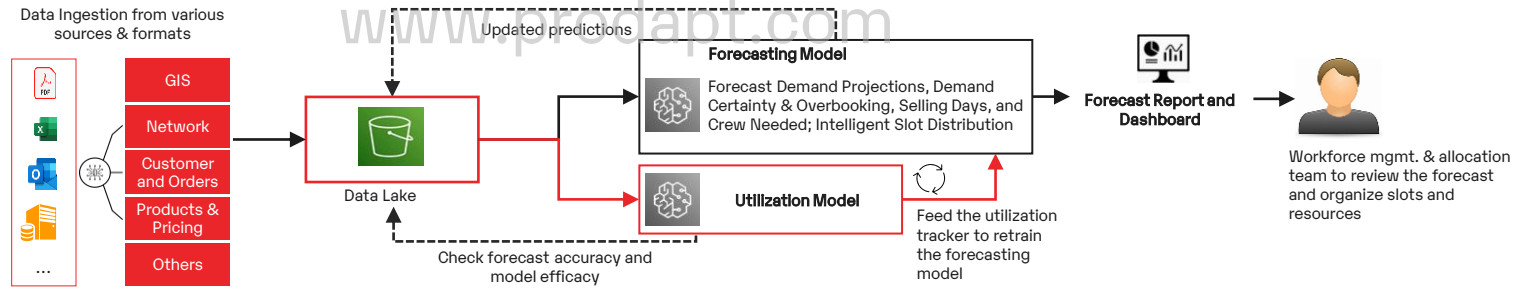 Data Ingestion from various
sources & formats
www.prodapt.com
Updated predictions
PDF
...
GIS
Network
Customer
and Orders
Products &
Pricing
Others
Data Lake
Forecasting Model
Forecast Demand Projections, Demand
Certainty & Overbooking, Selling Days, and
Crew Needed; Intelligent Slot Distribution
Utilization Model
Check forecast accuracy and
model efficacy
Feed the utilization
tracker to retrain
the forecasting
model
Forecast Report and
Dashboard
Workforce mgmt. & allocation
team to review the forecast
and organize slots and
resources